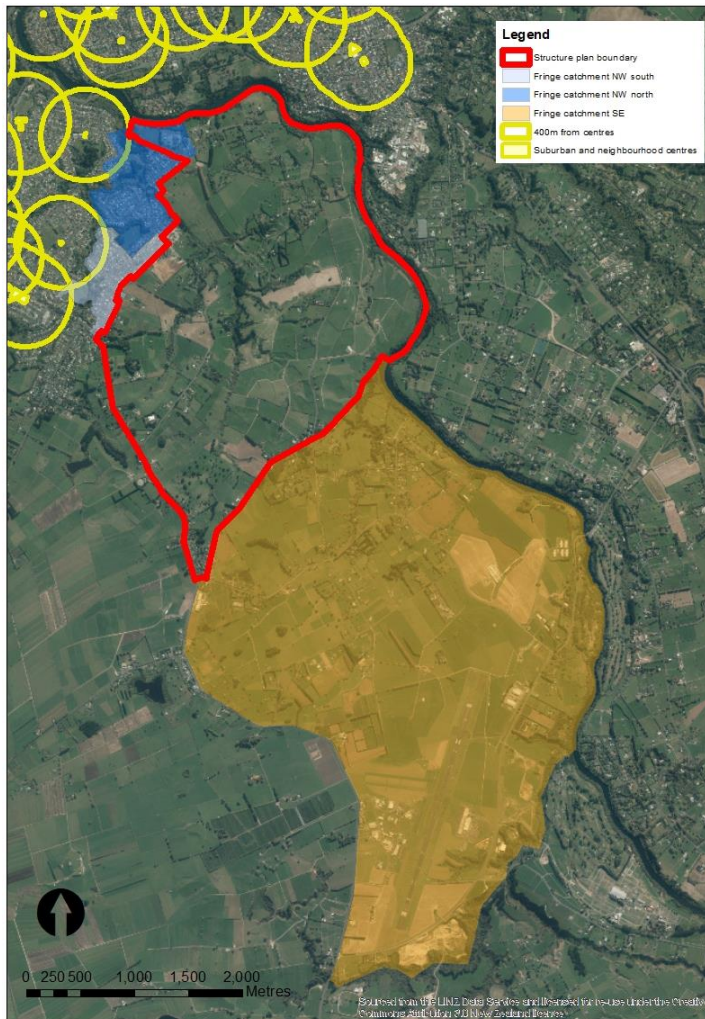 Legend
Structure plan boundary
Fringe catchment NW south
Fringe catchment NW north
Fringe catchment SE
400m from centres
Suburban and neighbourhood centres
0 250 500 1,000 1,500 2,000
Metres
Sourced from the LINZ Data Service and licensed for re-use under the Creative
Commons Attribution 3.0 New Zealand licence